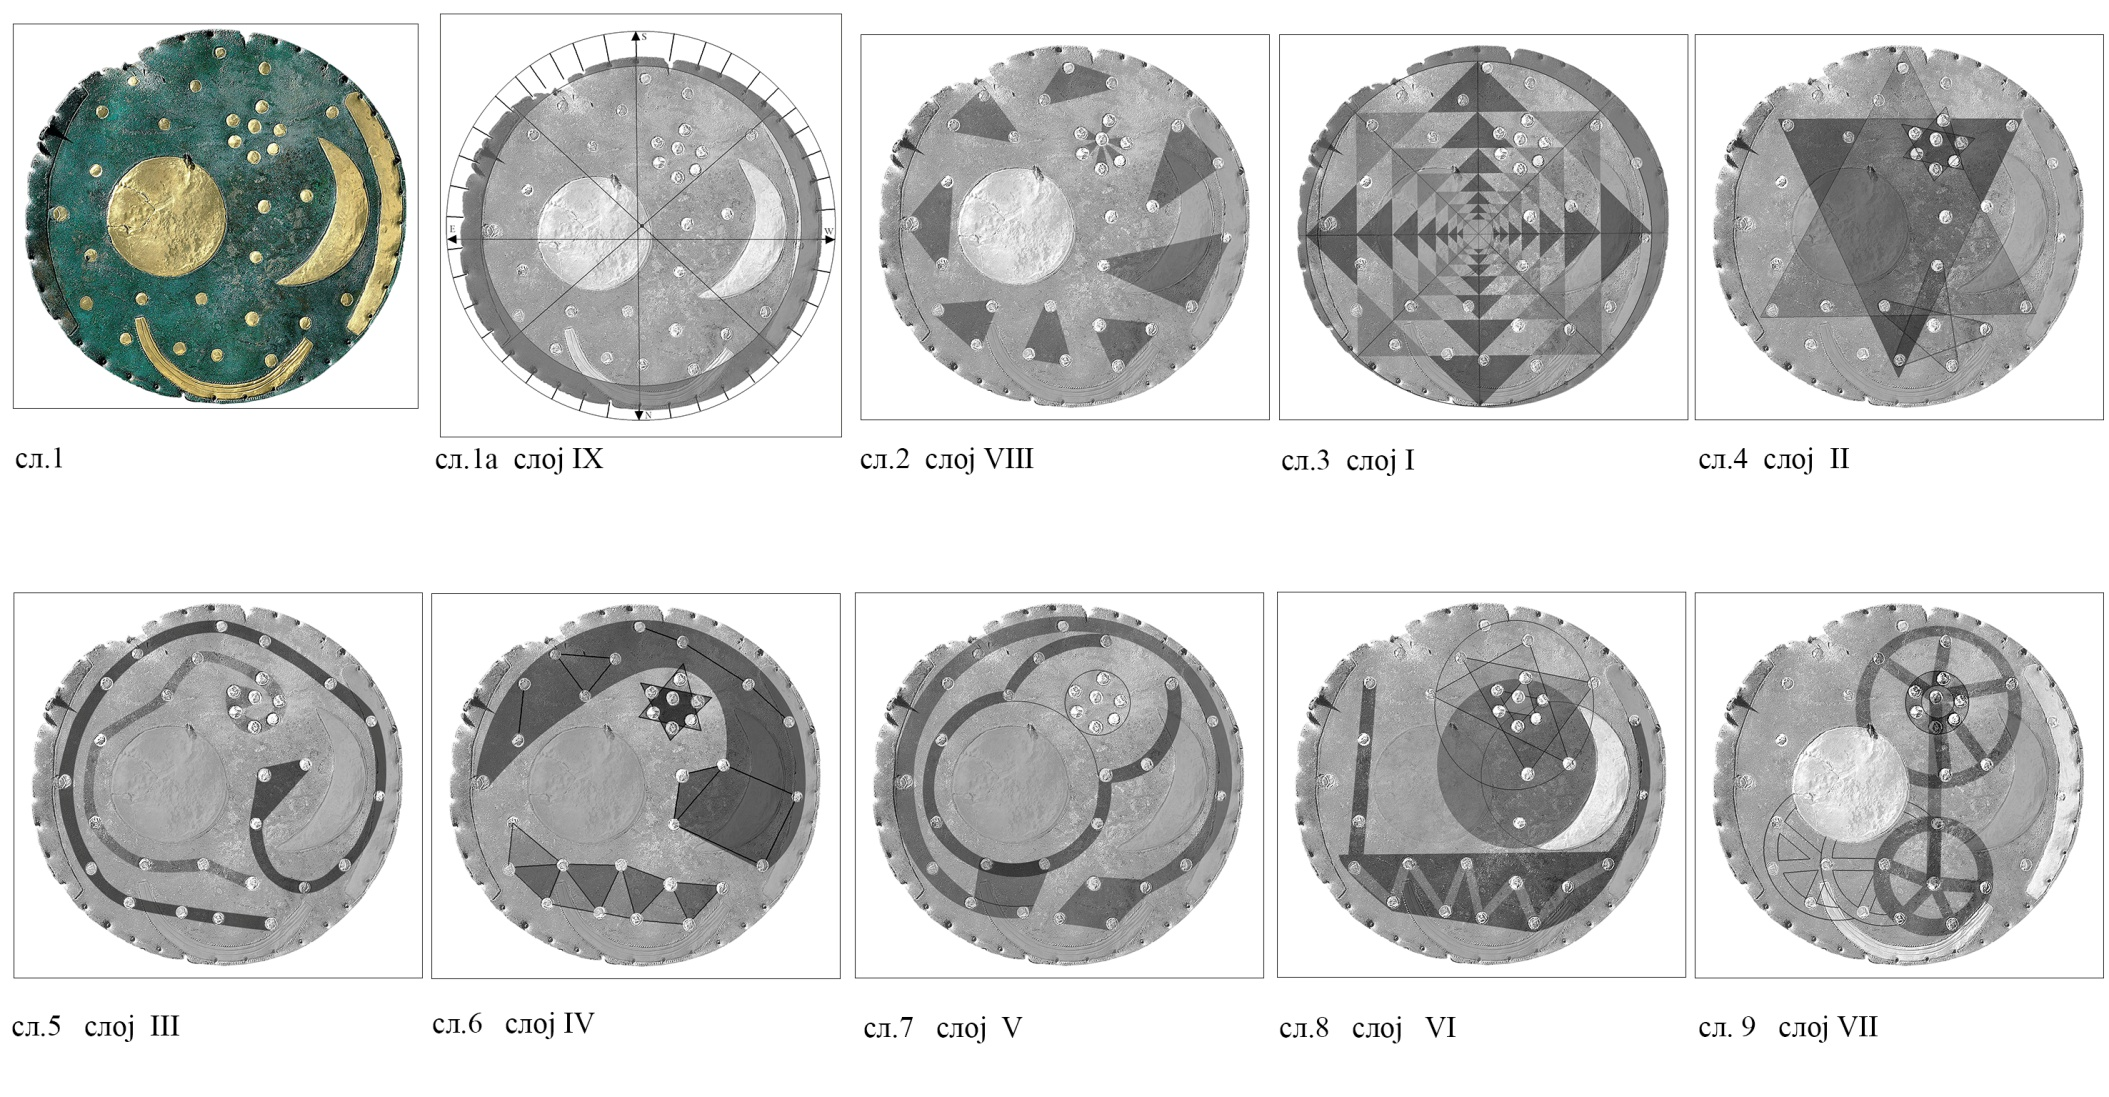 S
E
W
N
сл.1
сл.1а слој IX
сл.2 слој VIII
сл.3 слој I
сл.4 слој II
сл.5 слој III
сл.6 слој IV
сл.7 слој V
сл.8 слој VI
сл. 9 слој VII